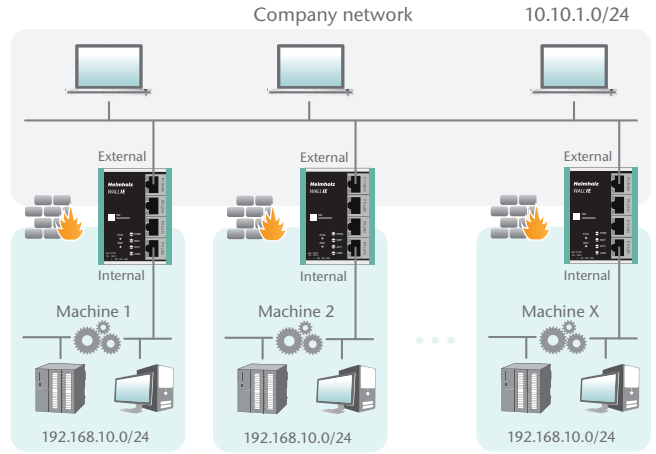 Company network 10.10.1.0/24
External External External
Helmholz Helmholz Helmholz
WALL IE WALL IE WALL IE
Internal Internal Internal
Machine 1 Machine 2 Machine X
192.168.10.0/24 192.168.10.0/24 192.168.10.0/24